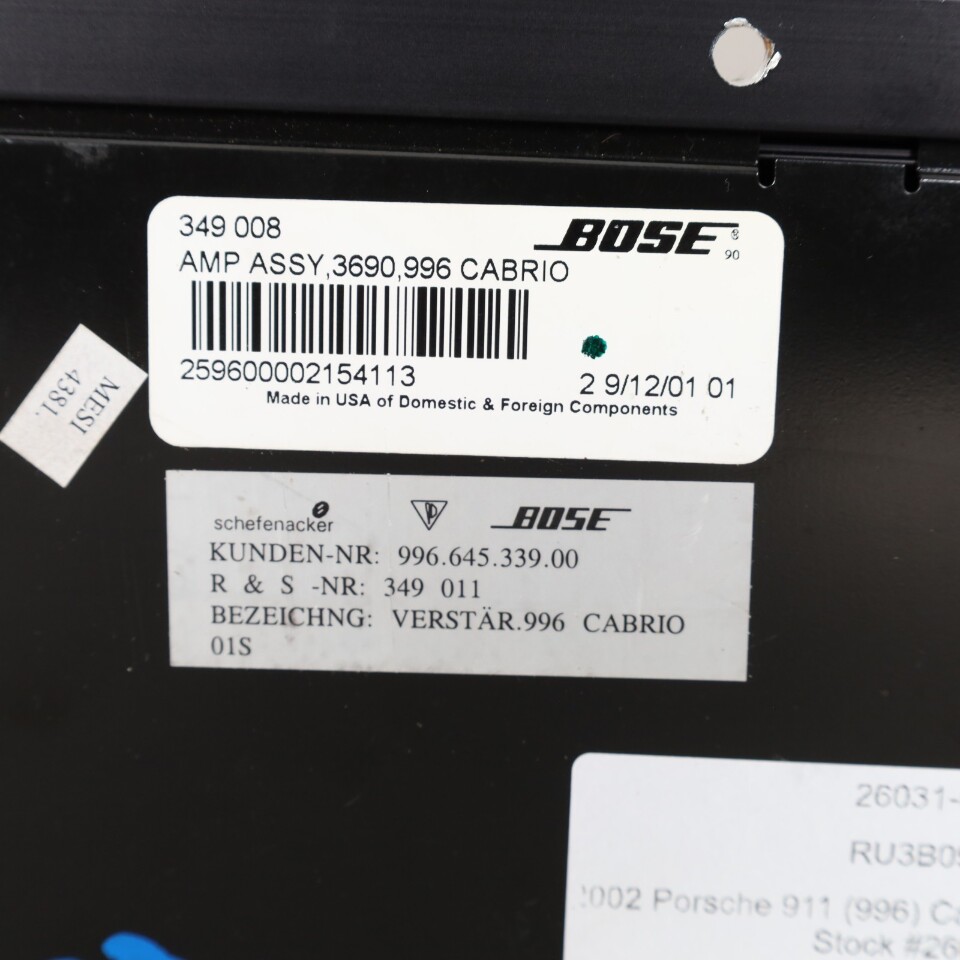 349 008
BOSE ®
90
AMP ASSY,3690,996 CABRIO
259600002154113
2 9/12/01 01
Made in USA of Domestic & Foreign Components
MESI
4381.
schefenacker BOSE
KUNDEN-NR: 996.645.339.00
R & S -NR: 349 011
BEZEICHNG: VERSTÄR.996 CABRIO
01S
26031-
RU3B0
2002 Porsche 911 (996)
Stock #26